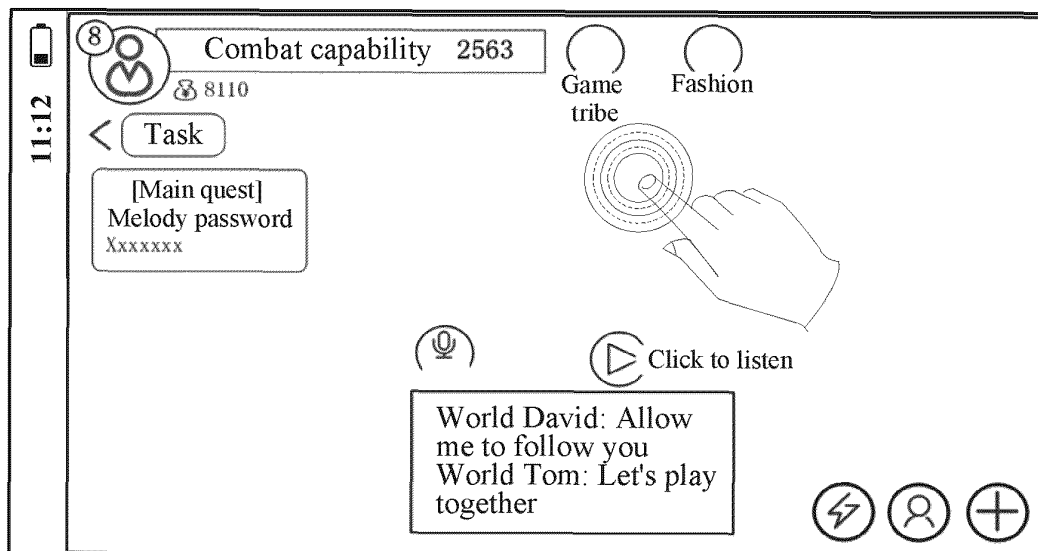 11:12
8
Combat capability 2563
8110
Game
tribe
Fashion
Task
[Main quest]
Melody password
Xxxxxxx
Click to listen
World David: Allow
me to follow you
World Tom: Let's play
together